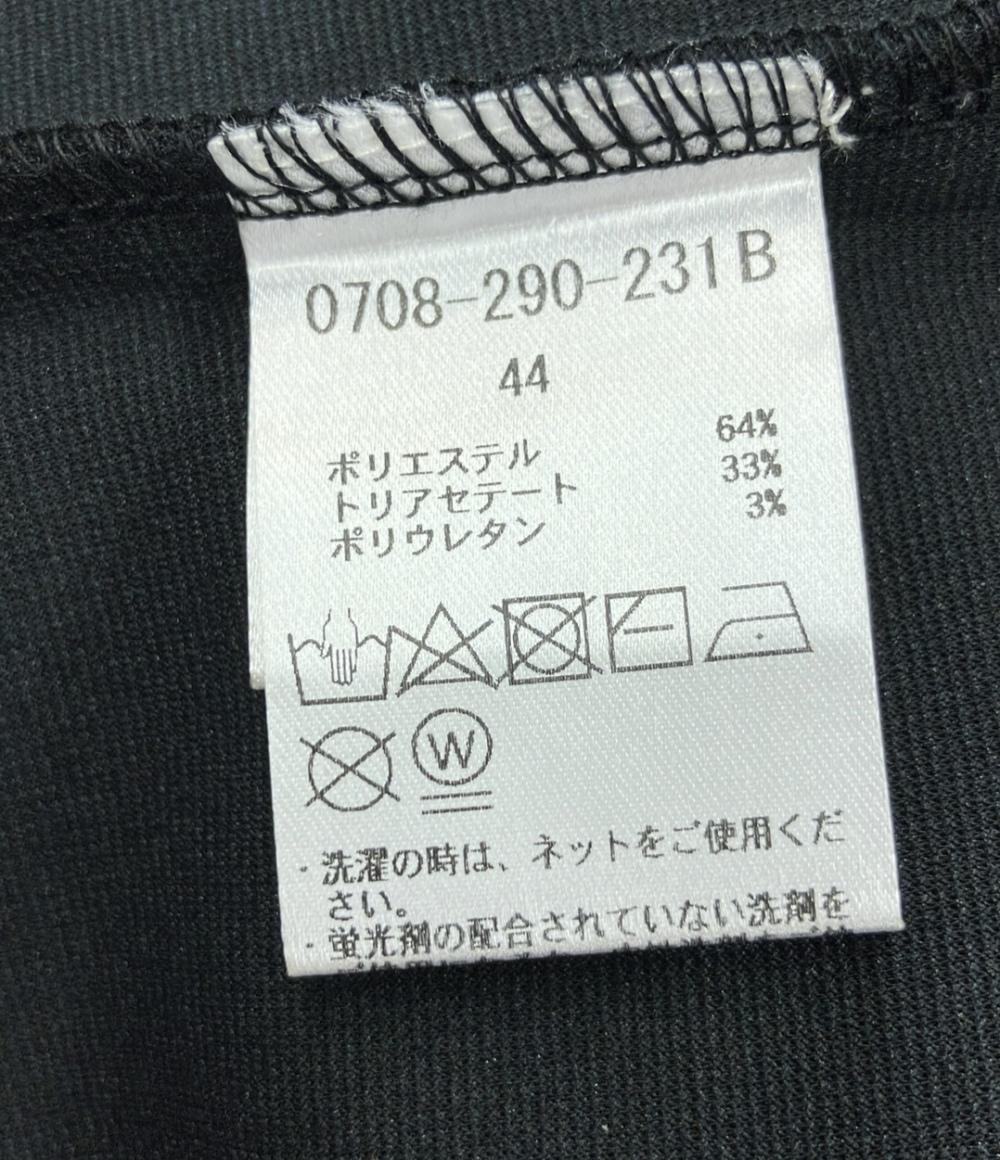 0708-290-231B
44
ポリエステル 64%
トリアセテート 33%
ポリウレタン 3%
W
・洗濯の時は、ネットをご使用くだ
さい。
・蛍光剤の配合されていない洗剤を